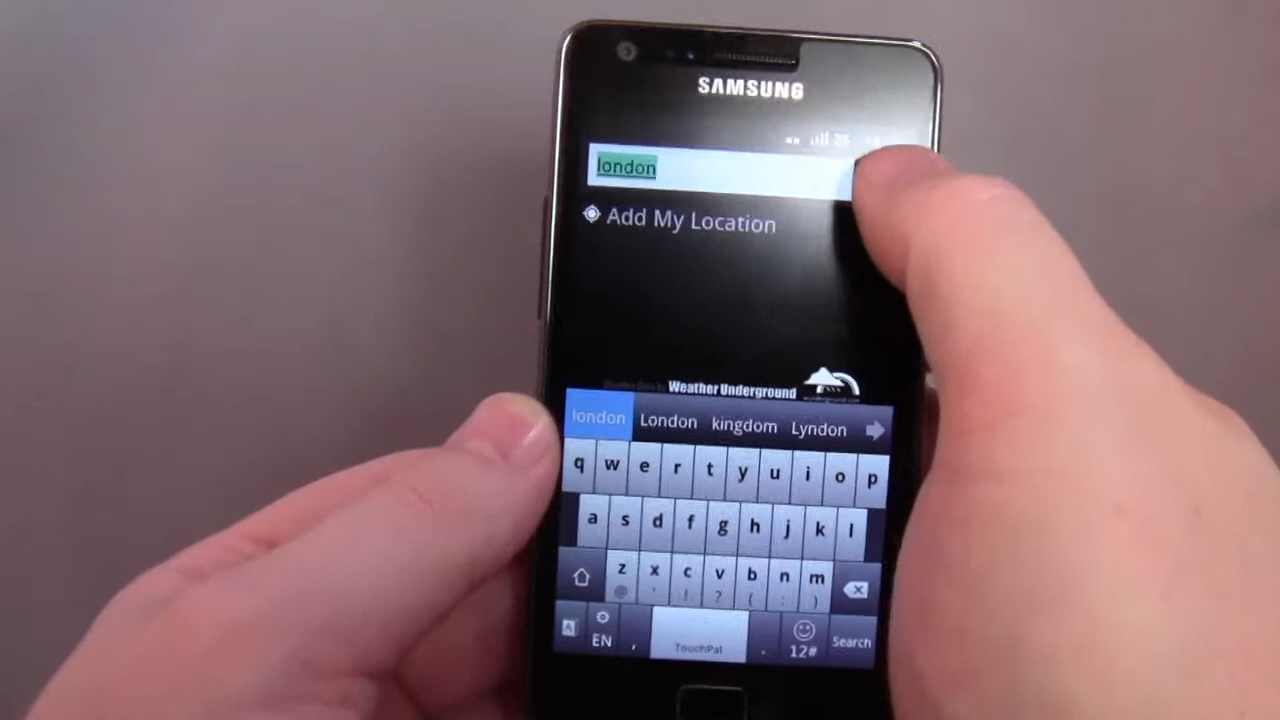 SAMSUNG
london
Add My Location
Weather Underground
london London kingdom Lyndon
q w e r t y u i o p
a s d f g h j k l
z x c v b n m
@ ' ! ? ( : )
EN , TouchPal . 12# Search